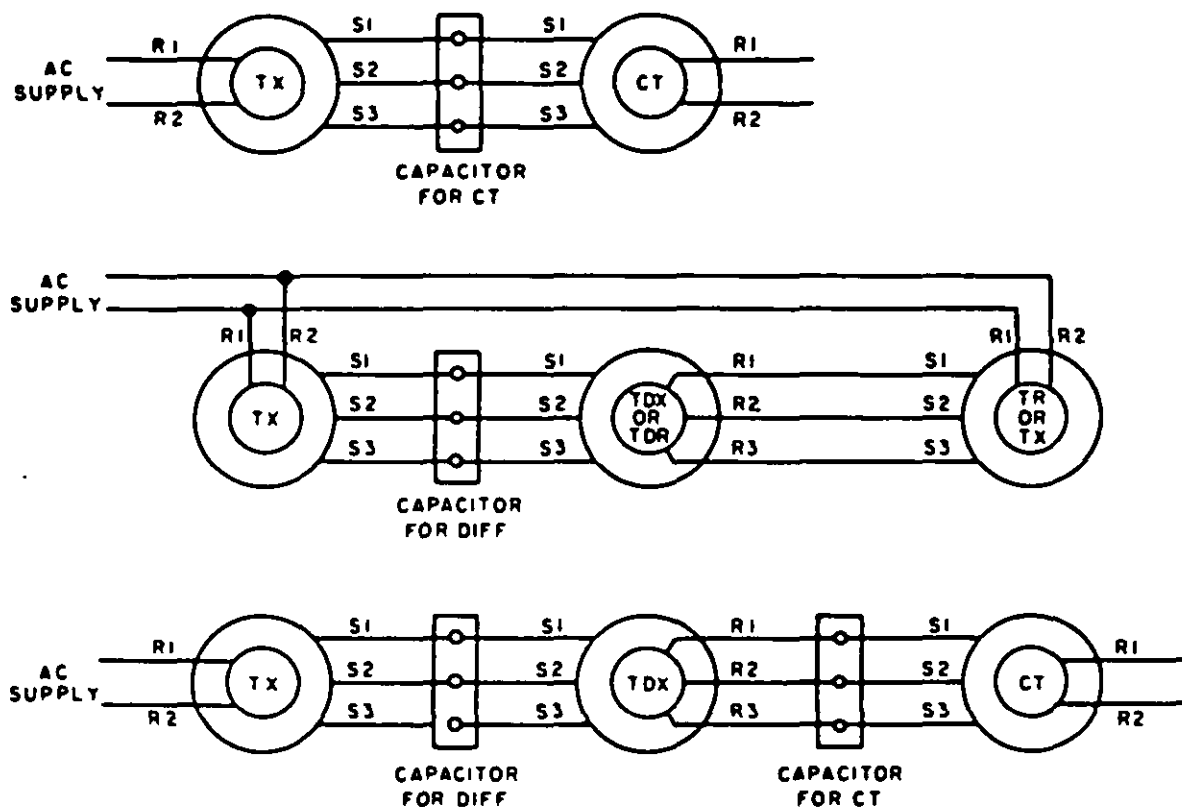 AC
SUPPLY
R1
R2
TX
S1
S2
S3
S1
S2
S3
CT
R1
R2
CAPACITOR
FOR CT
AC
SUPPLY
R1
R2
TX
S1
S2
S3
S1
S2
S3
TDX
OR
TDR
R1
R2
R3
S1
S2
S3
R1
R2
TR
OR
TX
CAPACITOR
FOR DIFF
AC
SUPPLY
R1
R2
TX
S1
S2
S3
S1
S2
S3
TDX
R1
R2
R3
S1
S2
S3
CT
R1
R2
CAPACITOR
FOR DIFF
CAPACITOR
FOR CT